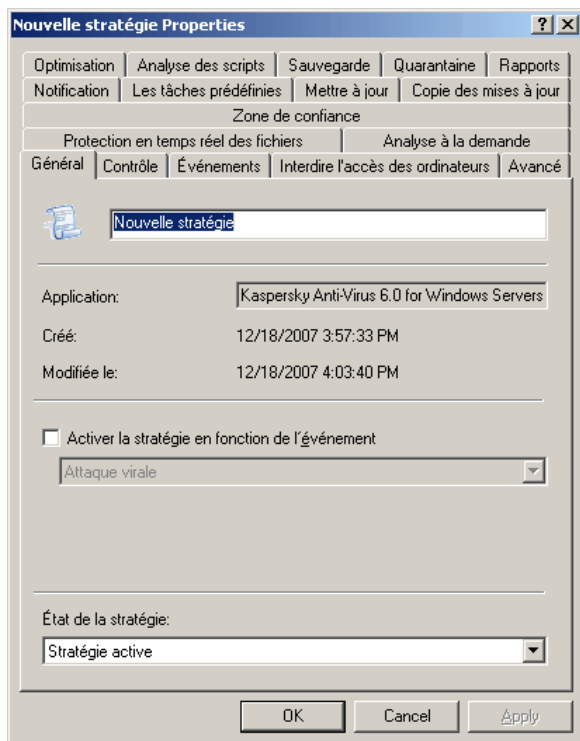 Nouvelle stratégie Properties
Optimisation Analyse des scripts Sauvegarde Quarantaine Rapports
Notification Les tâches prédéfinies Mettre à jour Copie des mises à jour
Zone de confiance
Protection en temps réel des fichiers Analyse à la demande
Général Contrôle Événements Interdire l'accès des ordinateurs Avancé
Nouvelle stratégie
Application: Kaspersky Anti-Virus 6.0 for Windows Servers
Créé: 12/18/2007 3:57:33 PM
Modifiée le: 12/18/2007 4:03:40 PM
Activer la stratégie en fonction de l'événement
Attaque virale
État de la stratégie:
Stratégie active
OK Cancel Apply